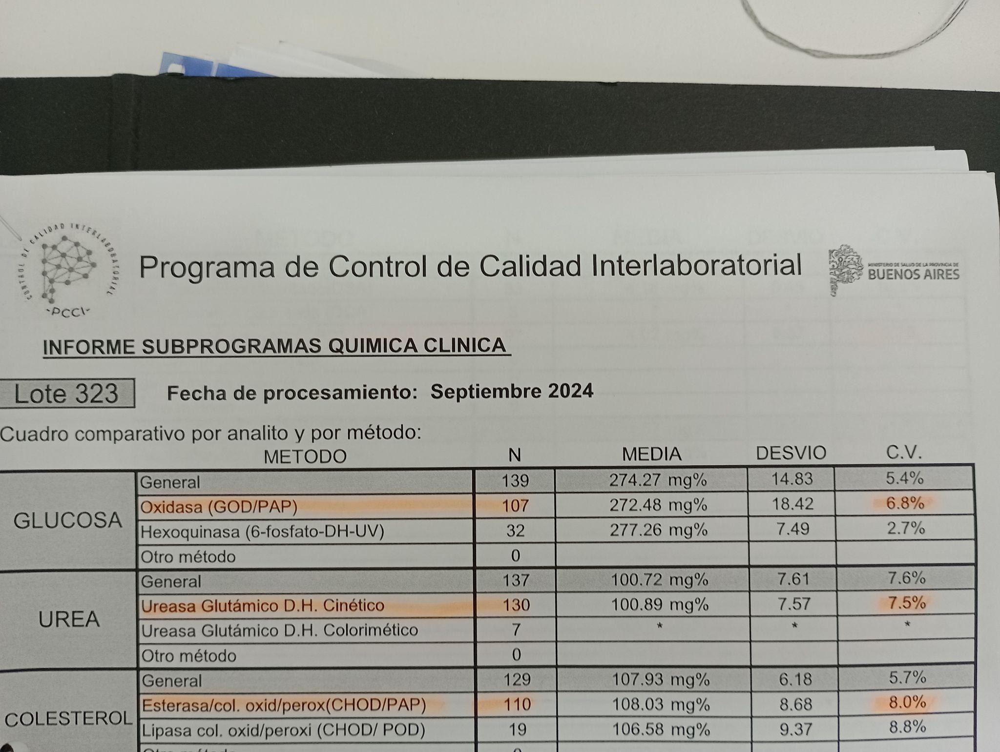 CONTROL DE CALIDAD INTERLABORATORIAL
-PCCI-
Programa de Control de Calidad Interlaboratorial
MINISTERIO DE SALUD DE LA PROVINCIA DE
BUENOS AIRES
INFORME SUBPROGRAMAS QUIMICA CLINICA
Lote 323 Fecha de procesamiento: Septiembre 2024
Cuadro comparativo por analito y por método:
METODO N MEDIA DESVIO C.V.
GLUCOSA
General 139 274.27 mg% 14.83 5.4%
Oxidasa (GOD/PAP) 107 272.48 mg% 18.42 6.8%
Hexoquinasa (6-fosfato-DH-UV) 32 277.26 mg% 7.49 2.7%
Otro método 0
UREA
General 137 100.72 mg% 7.61 7.6%
Ureasa Glutámico D.H. Cinético 130 100.89 mg% 7.57 7.5%
Ureasa Glutámico D.H. Colorimético 7 * * *
Otro método 0
COLESTEROL
General 129 107.93 mg% 6.18 5.7%
Esterasa/col. oxid/perox(CHOD/PAP) 110 108.03 mg% 8.68 8.0%
Lipasa col. oxid/peroxi (CHOD/ POD) 19 106.58 mg% 9.37 8.8%